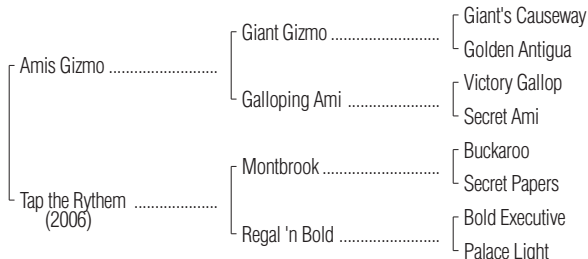 Giant's Causeway
Giant Gizmo
Golden Antigua
Amis Gizmo
Victory Gallop
Galloping Ami
Secret Ami
Buckaroo
Montbrook
Secret Papers
Tap the Rythem
(2006)
Bold Executive
Regal 'n Bold
Palace Light